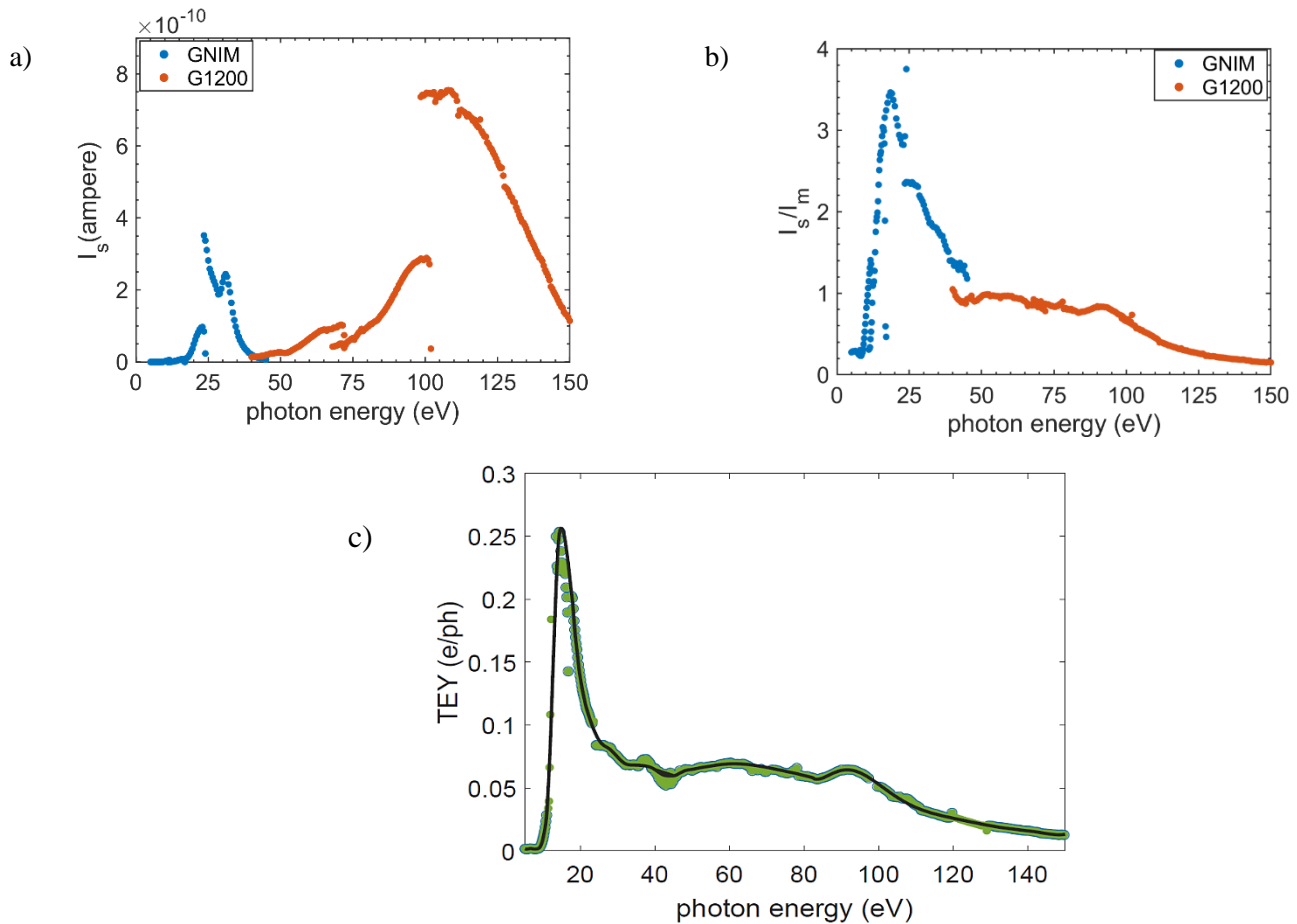 a)
×10⁻¹⁰
GNIM
G1200
I_s(ampere)
8
6
4
2
0
0 25 50 75 100 125 150
photon energy (eV)
b)
GNIM
G1200
I_s/I_m
4
3
2
1
0
0 25 50 75 100 125 150
photon energy (eV)
c)
TEY (e/ph)
0.3
0.25
0.2
0.15
0.1
0.05
0
20 40 60 80 100 120 140
photon energy (eV)